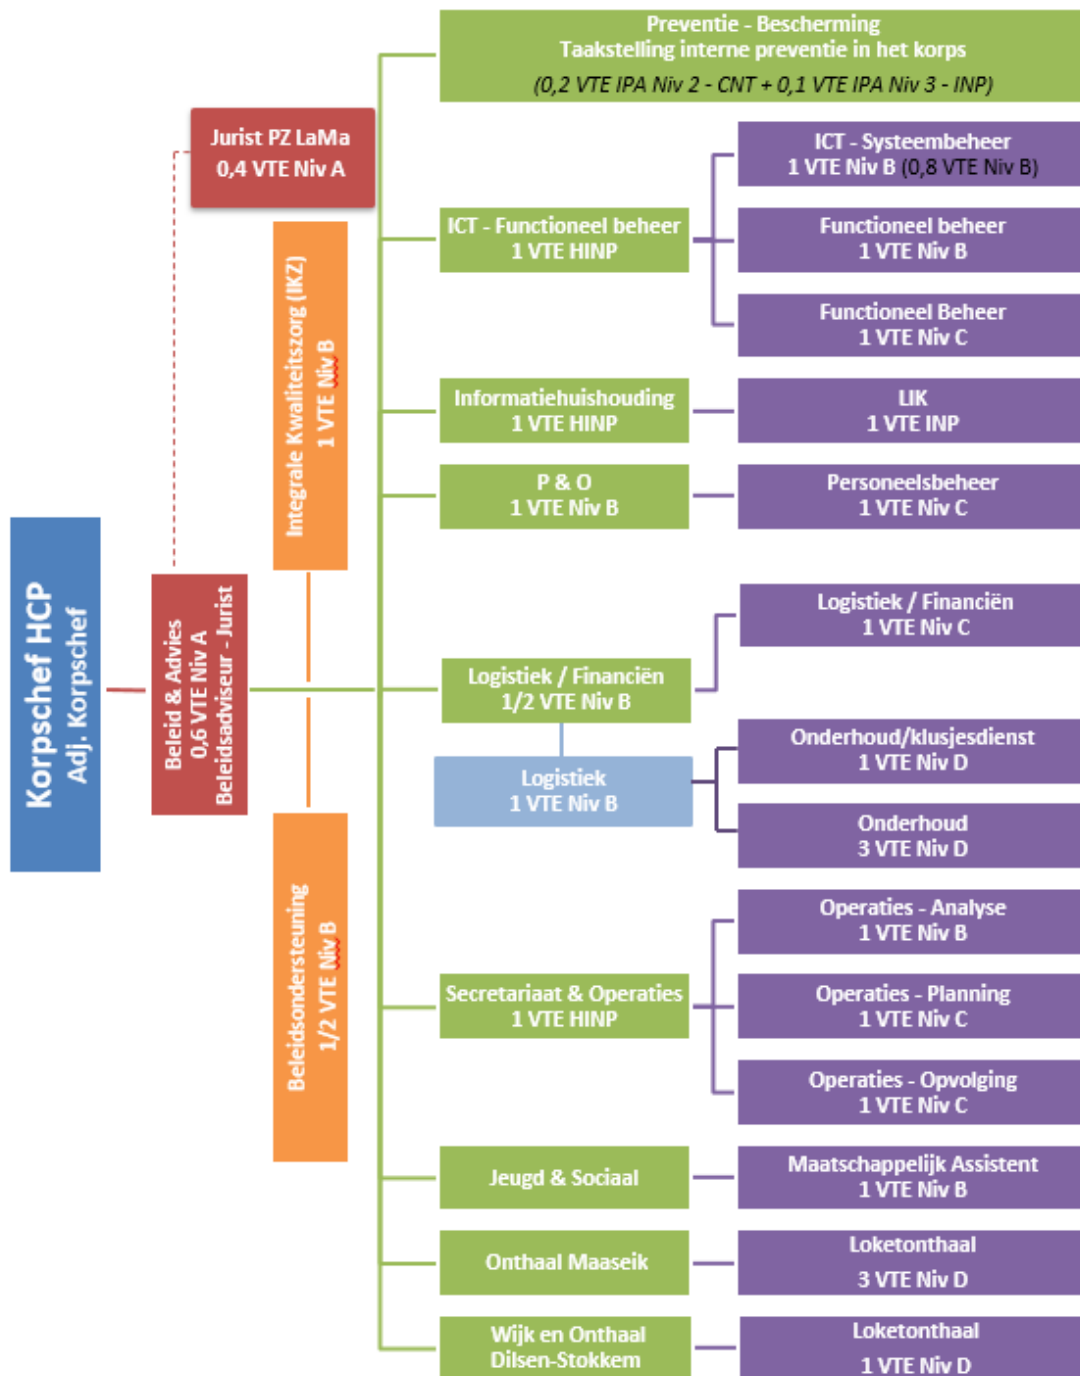 Korpschef HCP
Adj. Korpschef
Beleid & Advies
0,6 VTE Niv A
Beleidsadviseur - Jurist
Jurist PZ LaMa
0,4 VTE Niv A
Integrale Kwaliteitszorg (IKZ)
1 VTE Niv B
Beleidsondersteuning
1/2 VTE Niv B
Preventie - Bescherming
Taakstelling interne preventie in het korps
(0,2 VTE IPA Niv 2 - CNT + 0,1 VTE IPA Niv 3 - INP)
ICT - Functioneel beheer
1 VTE HINP
ICT - Systeembeheer
1 VTE Niv B (0,8 VTE Niv B)
Functioneel beheer
1 VTE Niv B
Functioneel Beheer
1 VTE Niv C
Informatiehuishouding
1 VTE HINP
LIK
1 VTE INP
P & O
1 VTE Niv B
Personeelsbeheer
1 VTE Niv C
Logistiek / Financiën
1/2 VTE Niv B
Logistiek / Financiën
1 VTE Niv C
Logistiek
1 VTE Niv B
Onderhoud/klusjesdienst
1 VTE Niv D
Onderhoud
3 VTE Niv D
Secretariaat & Operaties
1 VTE HINP
Operaties - Analyse
1 VTE Niv B
Operaties - Planning
1 VTE Niv C
Operaties - Opvolging
1 VTE Niv C
Jeugd & Sociaal
Maatschappelijk Assistent
1 VTE Niv B
Onthaal Maaseik
Loketonthaal
3 VTE Niv D
Wijk en Onthaal
Dilsen-Stokkem
Loketonthaal
1 VTE Niv D